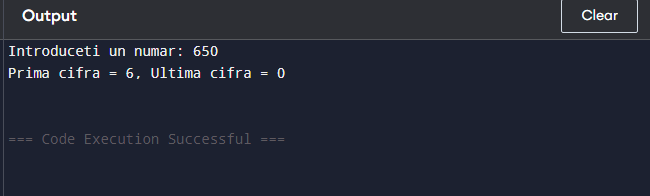 Output
Clear
Introduceti un numar: 650
Prima cifra = 6, Ultima cifra = 0
=== Code Execution Successful ===